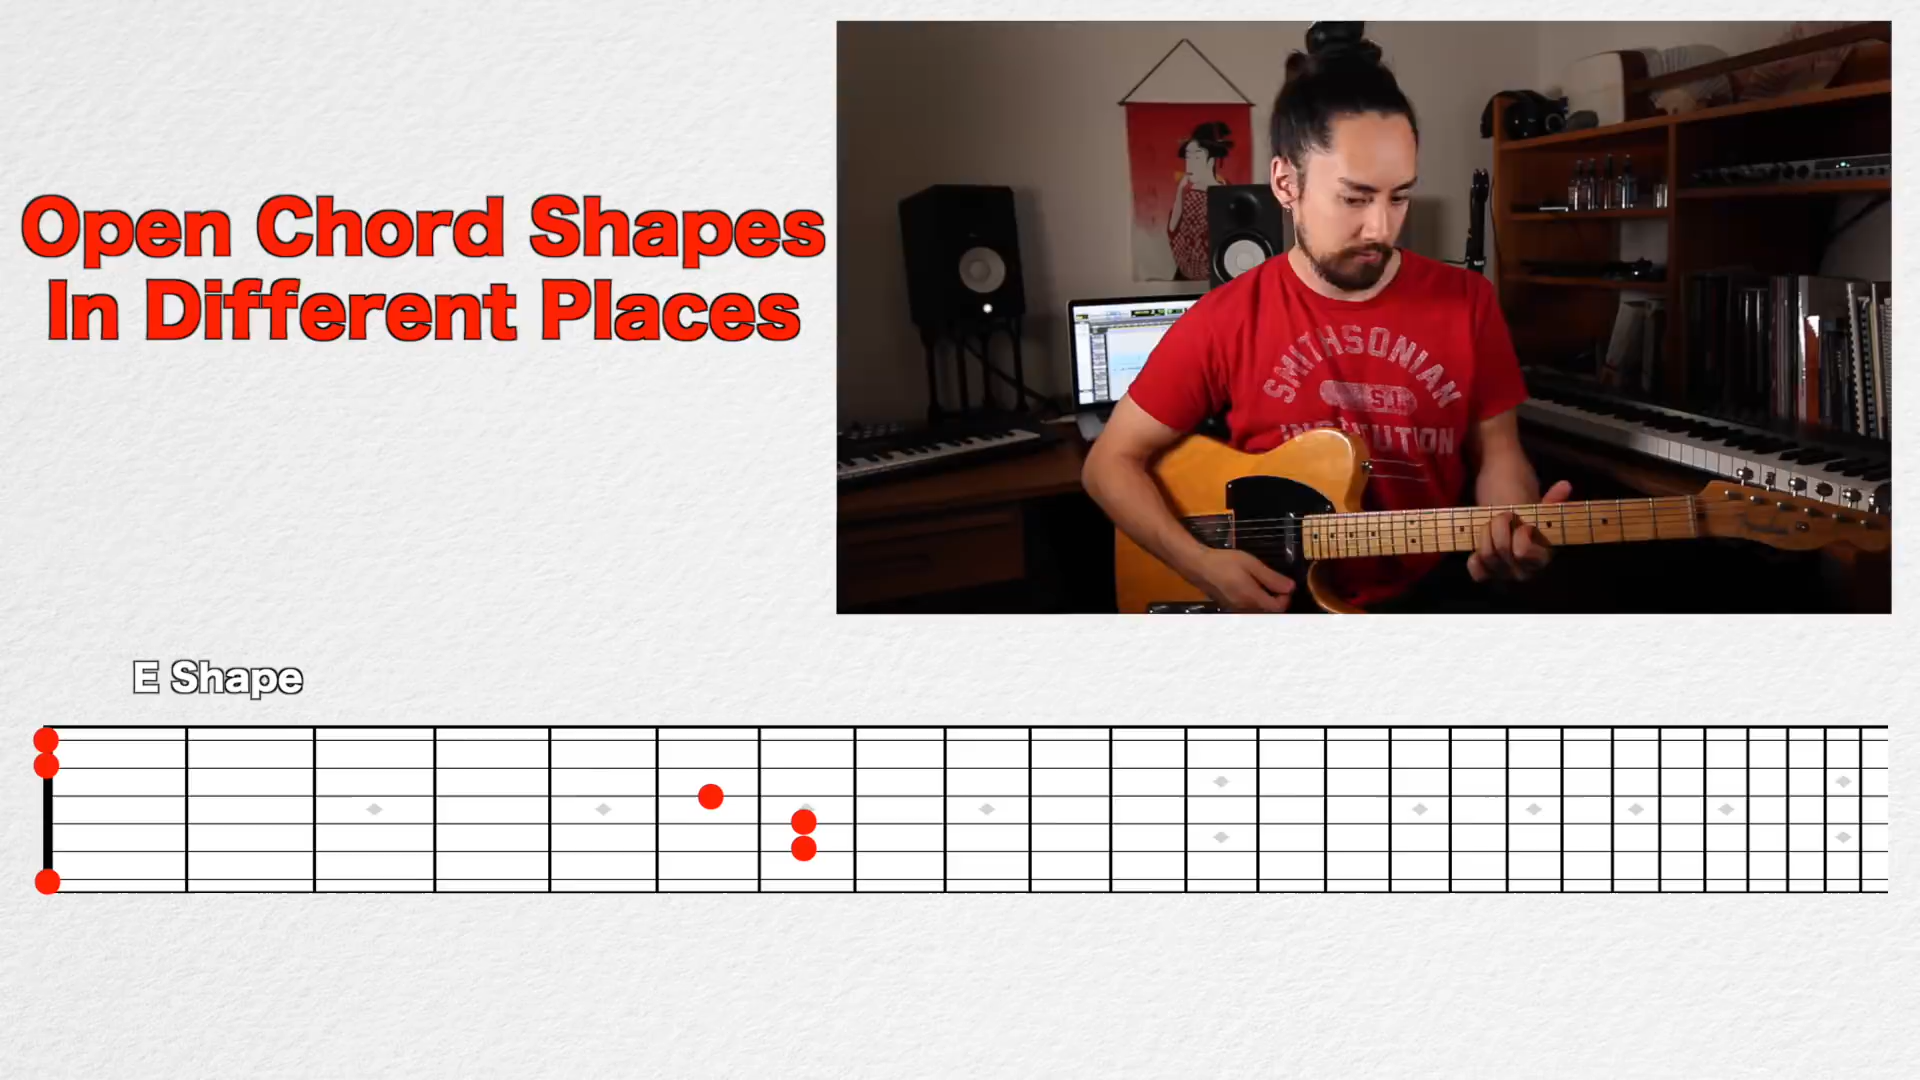 Open Chord Shapes
In Different Places
SMITHSONIAN
S.I.
INSTITUTION
E Shape